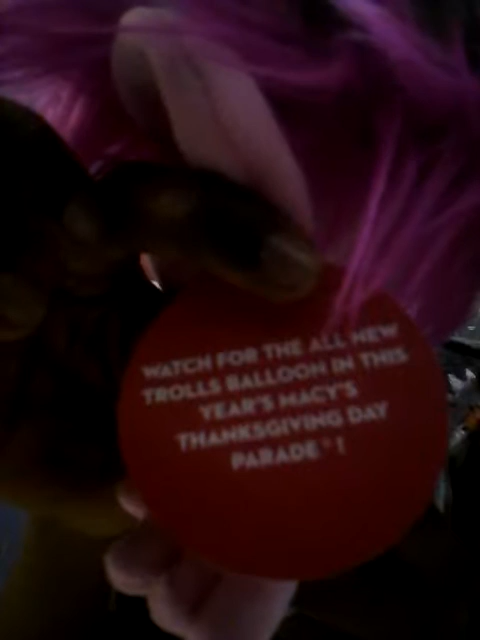 WATCH FOR THE ALL NEW
TROLLS BALLOON IN THIS
YEAR'S MACY'S
THANKSGIVING DAY
PARADE®!